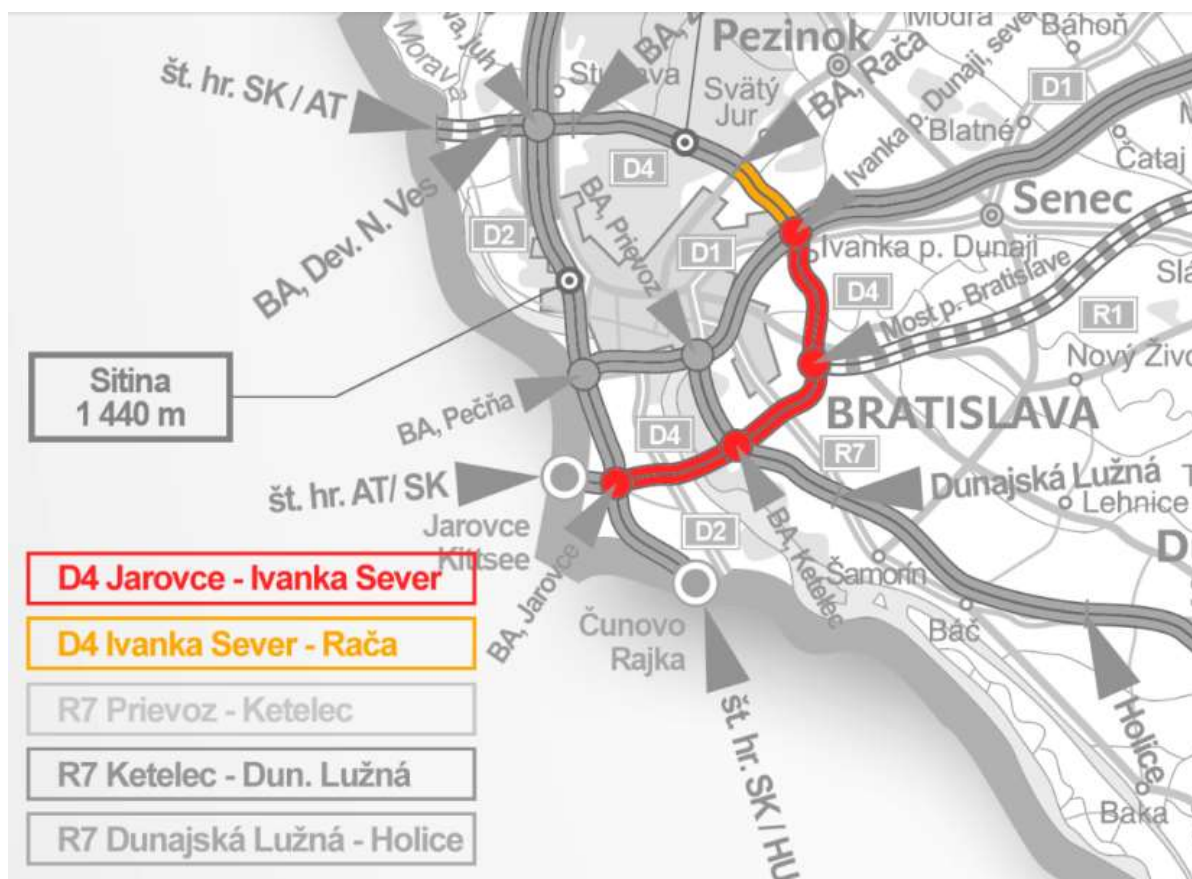 Modra
Báhoň
Pezinok
BA, Rača
Morava
va, juh
BA,
Stupava
št. hr. SK / AT
Svätý
Jur
Ivanka p. Dunaji, sever
D1
Blatné
Čataj
D4
BA, Prievoz
Senec
BA, Dev. N. Ves
D2
D1
Ivanka p. Dunaji
D4
Most p. Bratislave
R1
Sitina
1 440 m
Nový Živo
BA, Pečňa
BRATISLAVA
D4
R7
Dunajská Lužná
Lehnice
št. hr. AT/ SK
Jarovce
Kittsee
BA, Jarovce
D2
BA, Ketelec
Šamorín
Báč
Čunovo
Rajka
št. hr. SK / HU
Holice
Baka
D4 Jarovce - Ivanka Sever
D4 Ivanka Sever - Rača
R7 Prievoz - Ketelec
R7 Ketelec - Dun. Lužná
R7 Dunajská Lužná - Holice